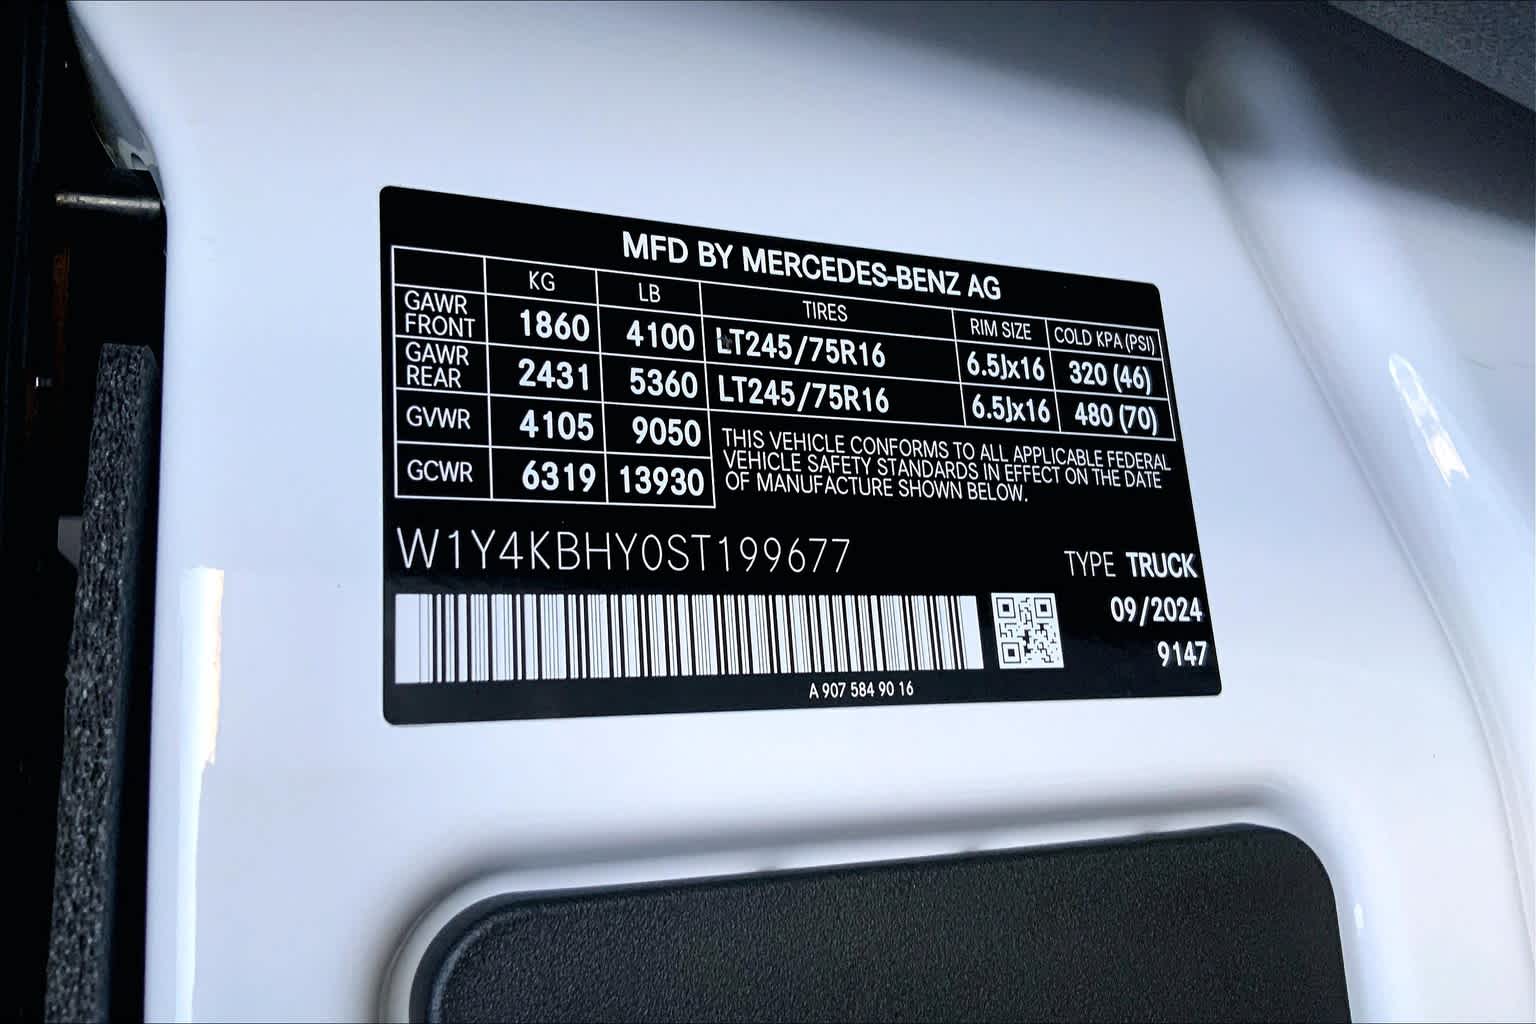 MFD BY MERCEDES-BENZ AG
KG LB TIRES RIM SIZE COLD KPA (PSI)
GAWR FRONT 1860 4100 LT245/75R16 6.5Jx16 320 (46)
GAWR REAR 2431 5360 LT245/75R16 6.5Jx16 480 (70)
GVWR 4105 9050
GCWR 6319 13930
THIS VEHICLE CONFORMS TO ALL APPLICABLE FEDERAL
VEHICLE SAFETY STANDARDS IN EFFECT ON THE DATE
OF MANUFACTURE SHOWN BELOW.
W1Y4KBHY0ST199677
TYPE TRUCK
09/2024
9147
A 907 584 90 16